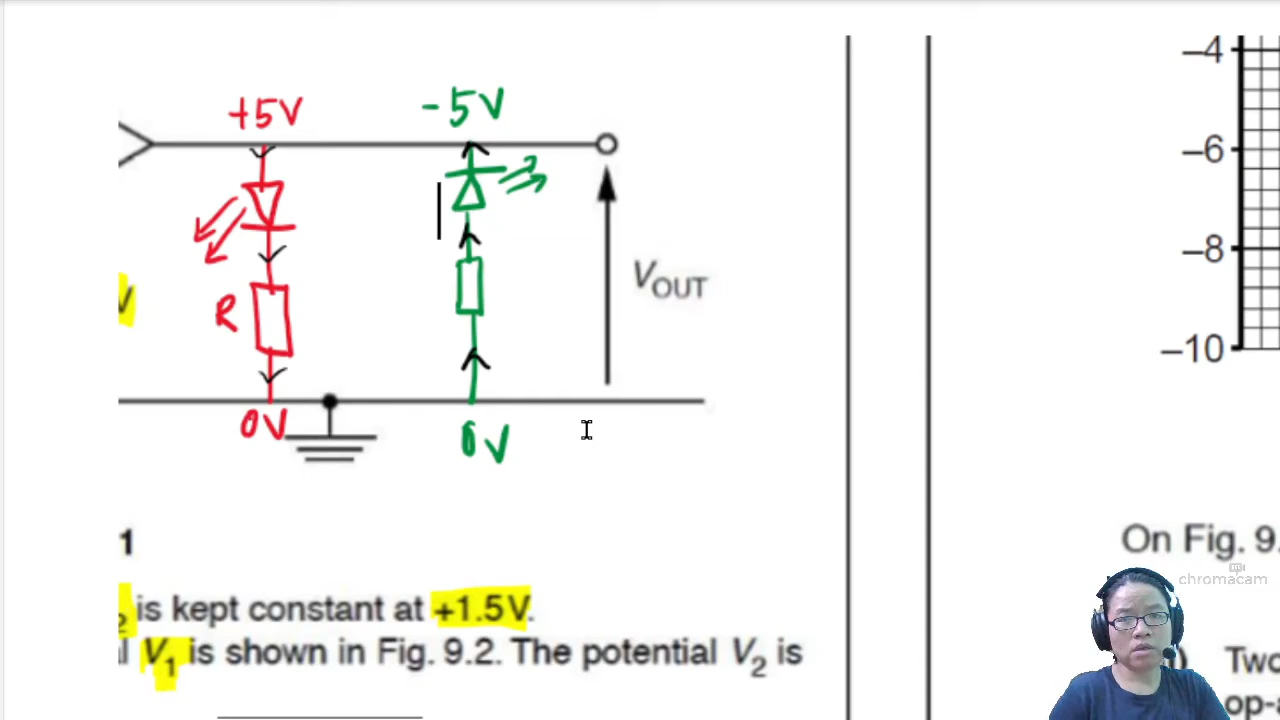 +5V
-5V
-4
-6
-8
-10
V
R
VOUT
0V
0V
1
On Fig. 9.
chromacam
2 is kept constant at +1.5V.
l V1 is shown in Fig. 9.2. The potential V2 is
) Two
op-a